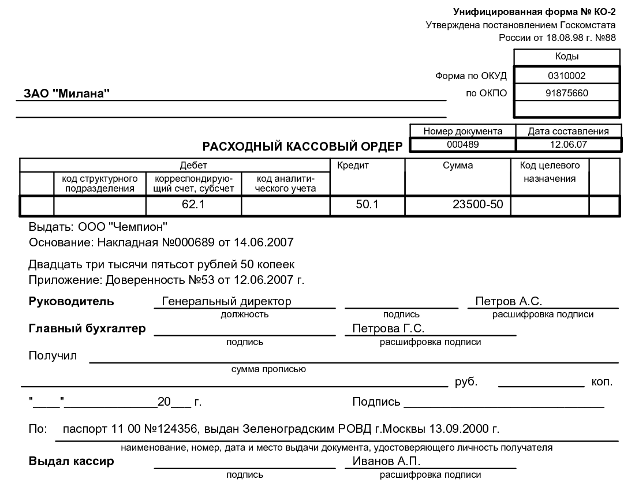 Унифицированная форма № КО-2
Утверждена постановлением Госкомстата
России от 18.08.98 г. №88
Коды
Форма по ОКУД 0310002
ЗАО "Милана" по ОКПО 91875660
Номер документа Дата составления
РАСХОДНЫЙ КАССОВЫЙ ОРДЕР 000489 12.06.07
Дебет Кредит Сумма Код целевого назначения
код структурного подразделения корреспондирующий счет, субсчет код аналитического учета
62.1 50.1 23500-50
Выдать: ООО "Чемпион"
Основание: Накладная №000689 от 14.06.2007
Двадцать три тысячи пятьсот рублей 50 копеек
Приложение: Доверенность №53 от 12.06.2007 г.
Руководитель Генеральный директор Петров А.С.
должность подпись расшифровка подписи
Главный бухгалтер Петрова Г.С.
подпись расшифровка подписи
Получил
сумма прописью
руб. коп.
"____"______________20___ г. Подпись
По: паспорт 11 00 №124356, выдан Зеленоградским РОВД г.Москвы 13.09.2000 г.
наименование, номер, дата и место выдачи документа, удостоверяющего личность получателя
Выдал кассир Иванов А.П.
подпись расшифровка подписи